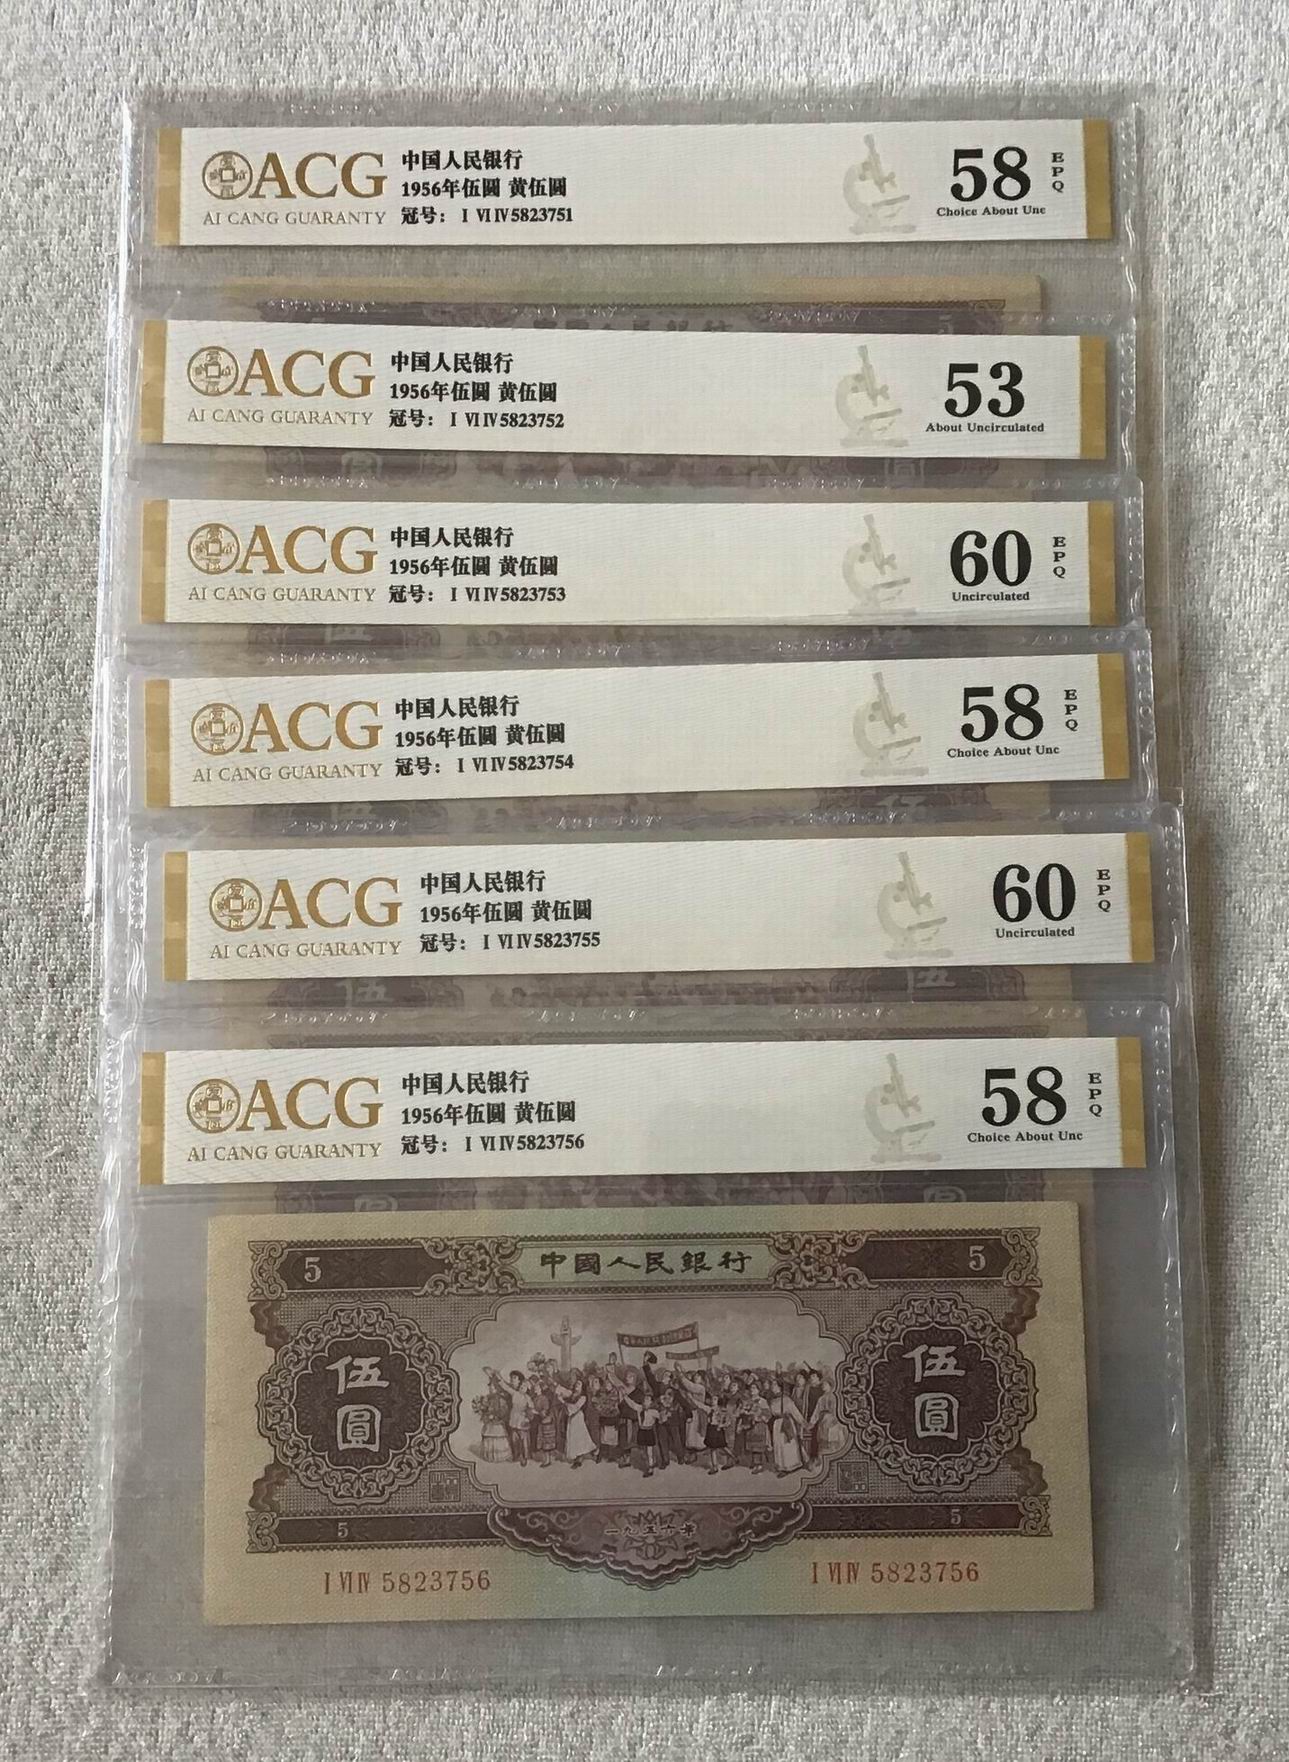 ACG
AI CANG GUARANTY
中国人民银行
1956年伍圆 黄伍圆
冠号： I VI IV 5823751
58
EPQ
Choice About Unc
ACG
AI CANG GUARANTY
中国人民银行
1956年伍圆 黄伍圆
冠号： I VI IV 5823752
53
About Uncirculated
ACG
AI CANG GUARANTY
中国人民银行
1956年伍圆 黄伍圆
冠号： I VI IV 5823753
60
EPQ
Uncirculated
ACG
AI CANG GUARANTY
中国人民银行
1956年伍圆 黄伍圆
冠号： I VI IV 5823754
58
EPQ
Choice About Unc
ACG
AI CANG GUARANTY
中国人民银行
1956年伍圆 黄伍圆
冠号： I VI IV 5823755
60
EPQ
Uncirculated
ACG
AI CANG GUARANTY
中国人民银行
1956年伍圆 黄伍圆
冠号： I VI IV 5823756
58
EPQ
Choice About Unc
5 中國人民銀行 5
伍圓 伍圓
5 一九五六年 5
I VI IV 5823756 I VI IV 5823756